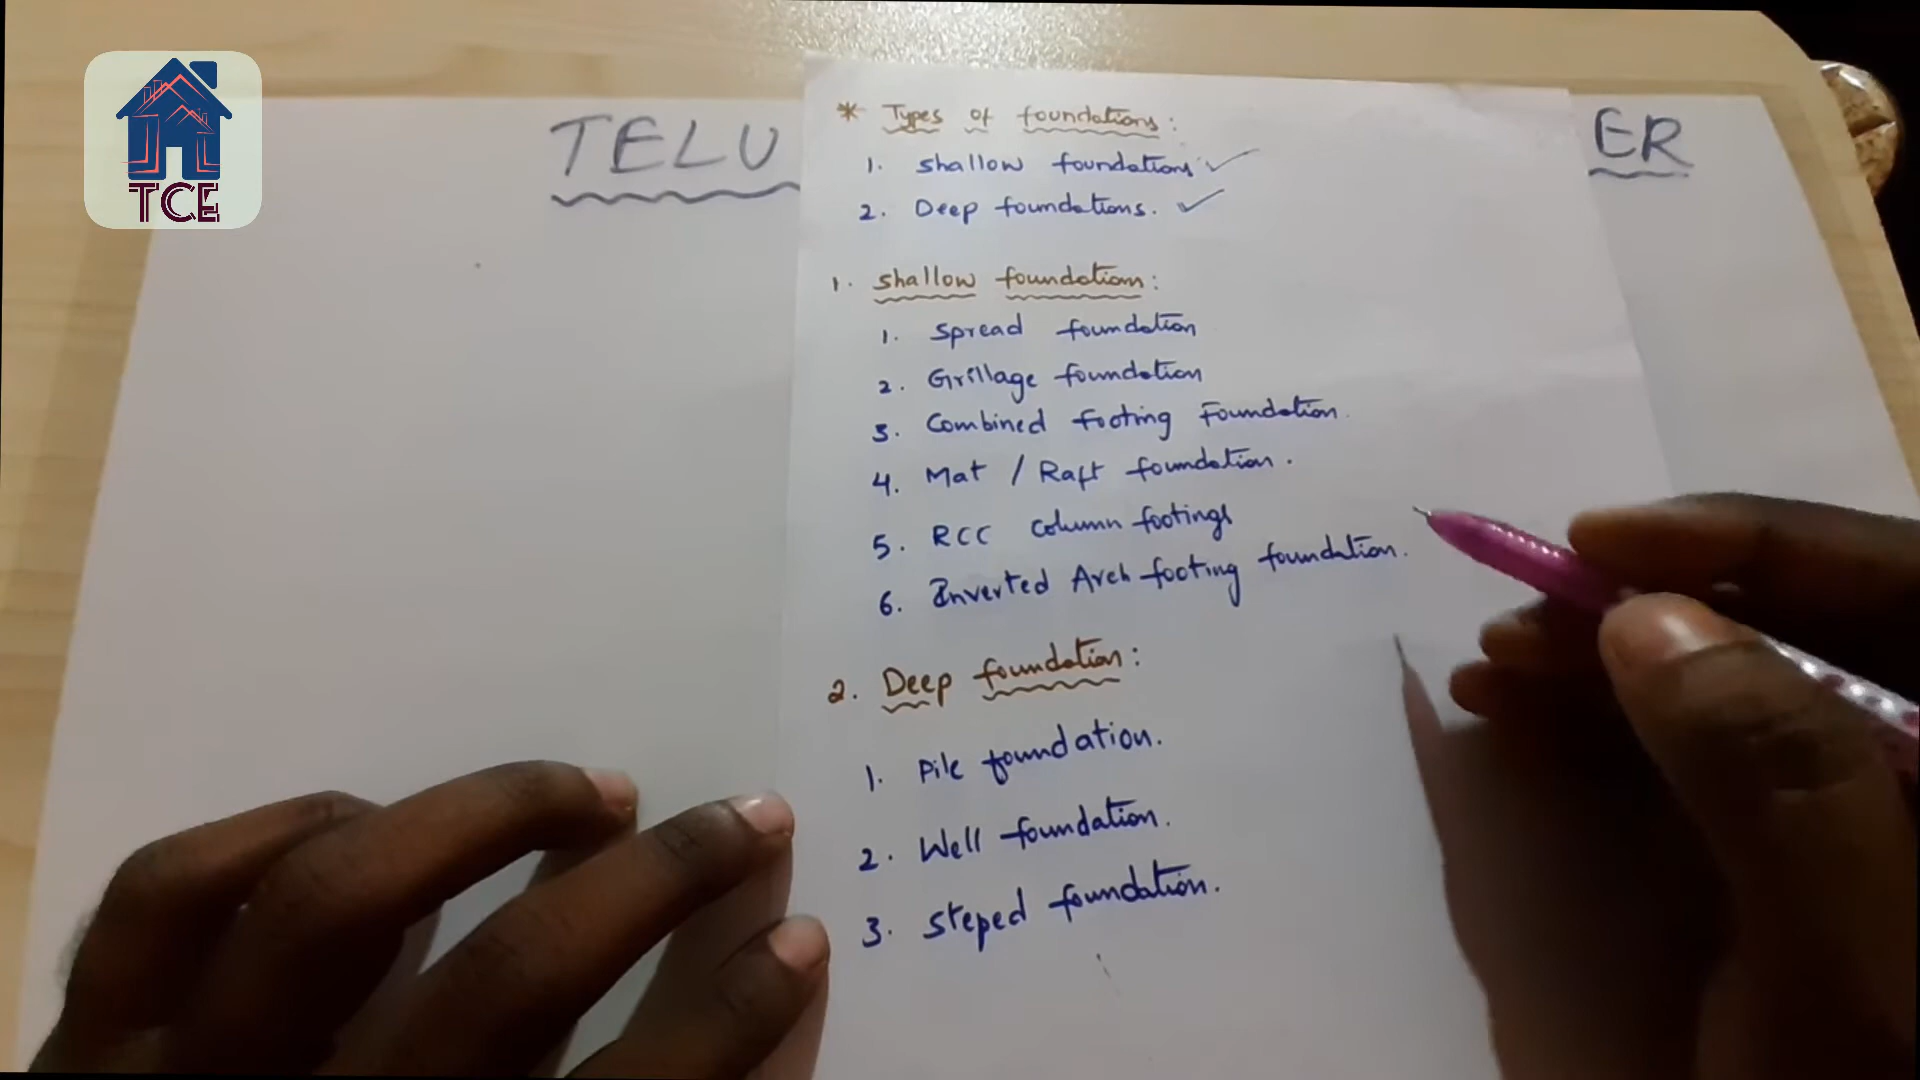 TCE
TELU
ER
* Types of foundations:
1. Shallow foundations ✓
2. Deep foundations. ✓
1. Shallow foundations:
1. Spread foundation
2. Grillage foundation
3. Combined footing Foundation.
4. Mat / Raft foundation.
5. RCC Column footings
6. Inverted Arch footing foundation.
2. Deep foundation:
1. Pile foundation.
2. Well foundation.
3. Steped foundation.